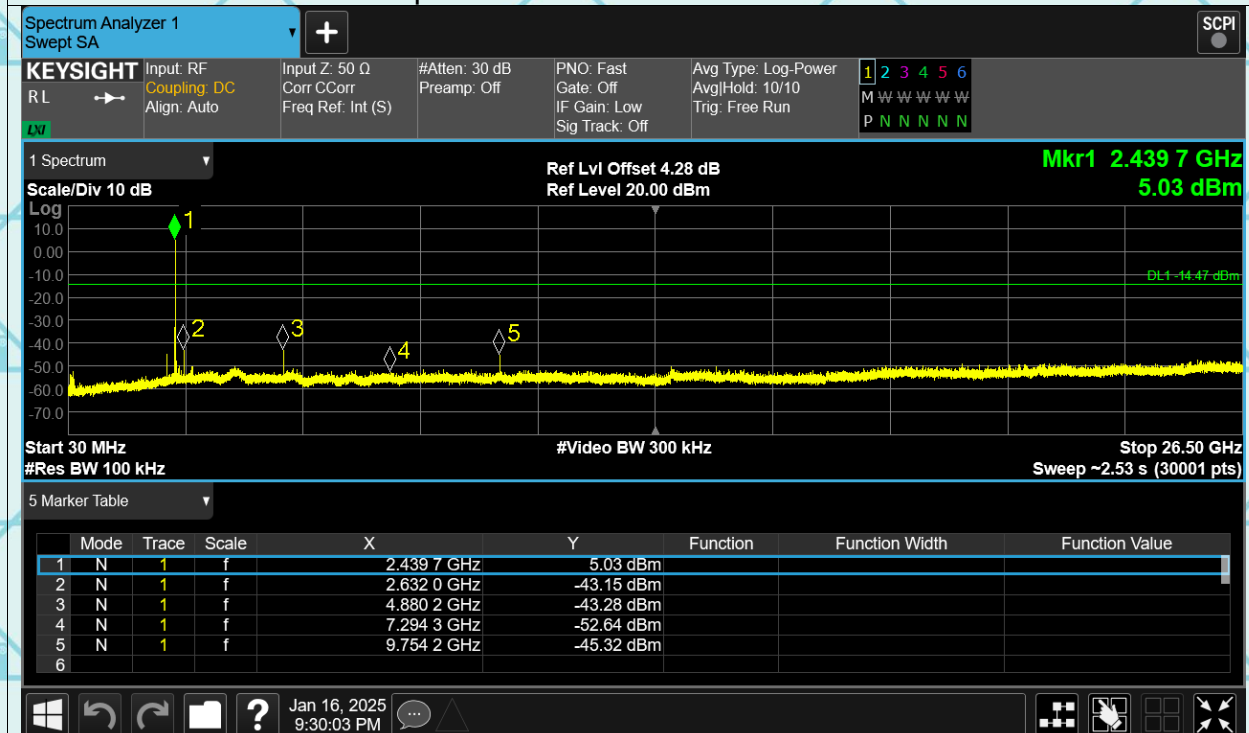 Spectrum Analyzer 1
Swept SA
+
SCPI
KEYSIGHT
R L
LXI
Input: RF
Coupling: DC
Align: Auto
Input Z: 50 Ω
Corr CCorr
Freq Ref: Int (S)
#Atten: 30 dB
Preamp: Off
PNO: Fast
Gate: Off
IF Gain: Low
Sig Track: Off
Avg Type: Log-Power
Avg|Hold: 10/10
Trig: Free Run
1 2 3 4 5 6
M W W W W W
P N N N N N
1 Spectrum
Scale/Div 10 dB
Ref Lvl Offset 4.28 dB
Ref Level 20.00 dBm
Mkr1 2.439 7 GHz
5.03 dBm
Log
10.0
0.00
-10.0
-20.0
-30.0
-40.0
-50.0
-60.0
-70.0
1
DL1 -14.47 dBm
2
3
4
5
Start 30 MHz
#Video BW 300 kHz
Stop 26.50 GHz
#Res BW 100 kHz
Sweep ~2.53 s (30001 pts)
5 Marker Table
Mode Trace Scale X Y Function Function Width Function Value
1 N 1 f 2.439 7 GHz 5.03 dBm
2 N 1 f 2.632 0 GHz -43.15 dBm
3 N 1 f 4.880 2 GHz -43.28 dBm
4 N 1 f 7.294 3 GHz -52.64 dBm
5 N 1 f 9.754 2 GHz -45.32 dBm
6
?
Jan 16, 2025
9:30:03 PM